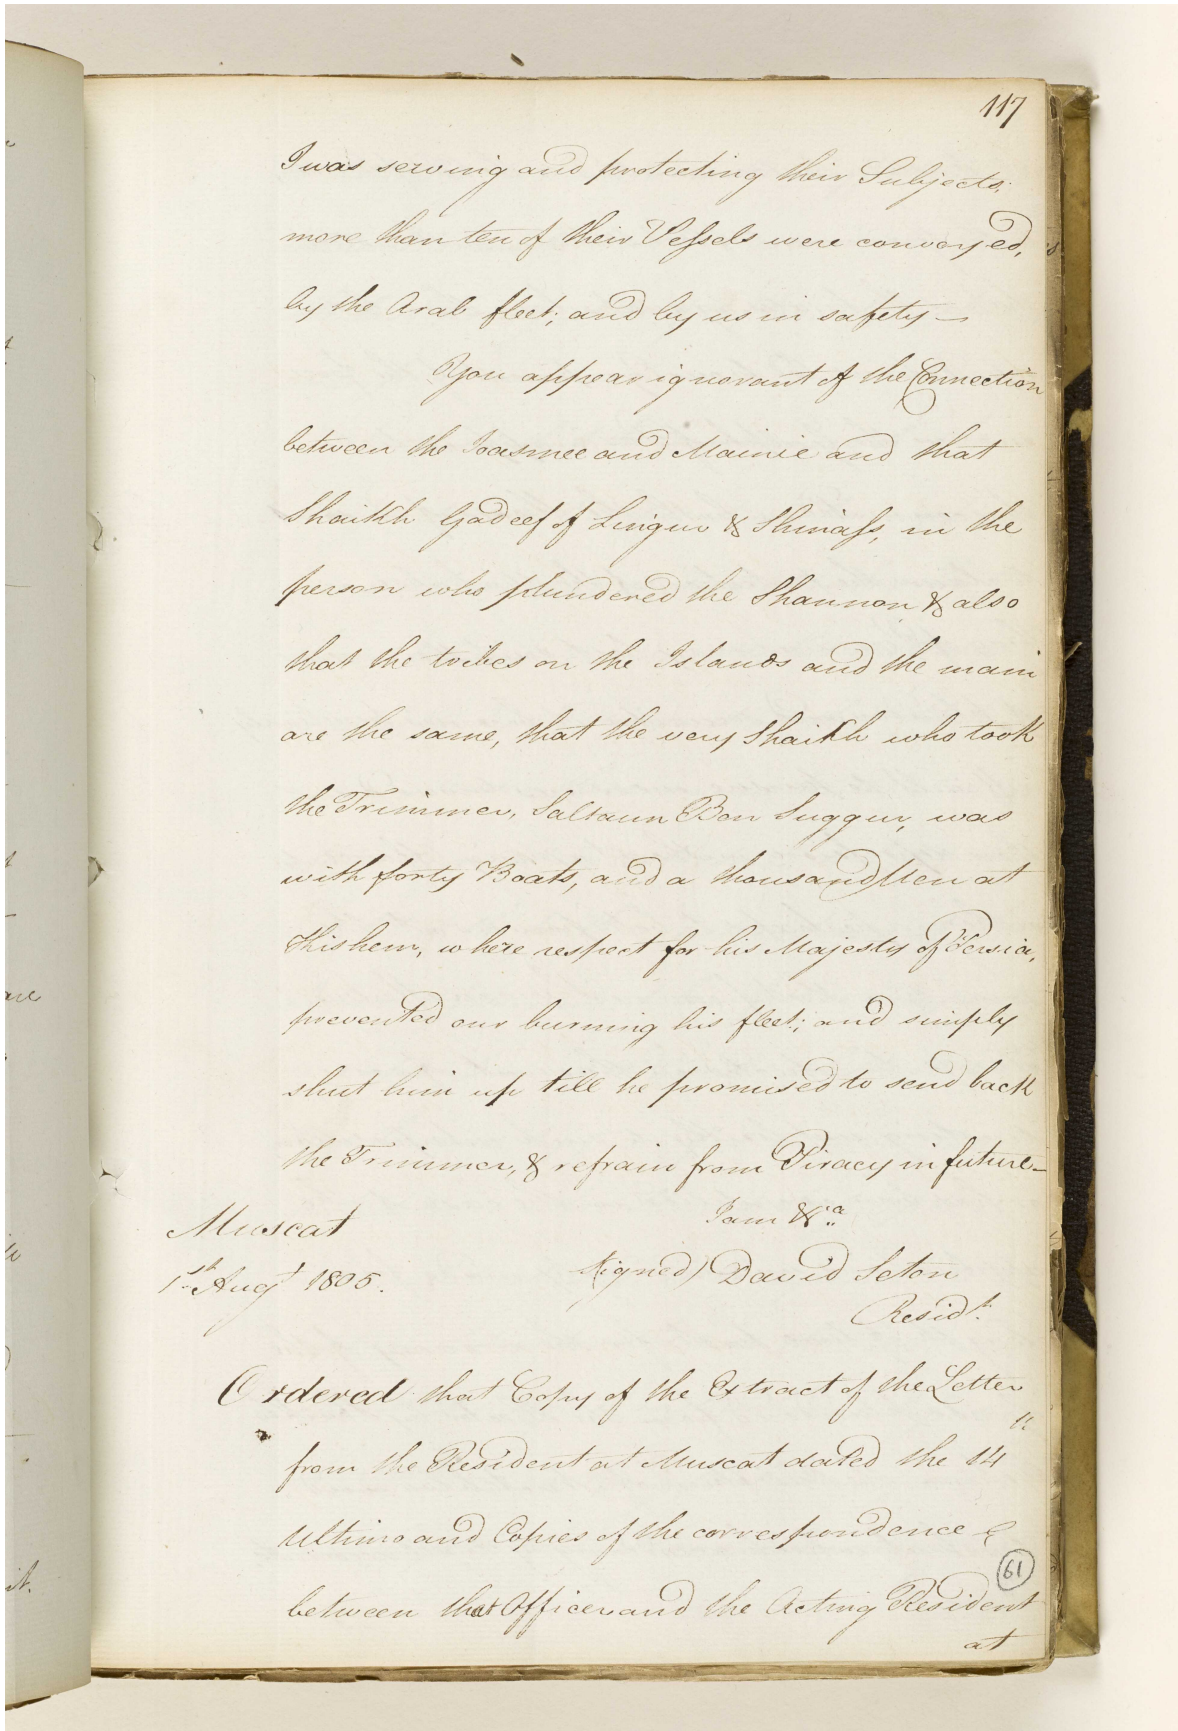 117
I was serving and protecting their Subjects;
more than ten of their Vessels were convoyed,
by the Arab fleet; and by us in safety —
You appear ignorant of the Connection
between the Joasmee and Mainie and that
Shaikh Gadeef of Lingur & Shinass, in the
person who plundered the Shannon & also
that the tribes on the Islands and the main
are the same, that the very Shaikh who took
the Trimmer, Saltaun Ben Suggur, was
with forty Boats, and a thousand Men at
Kishem, where respect for his Majesty of Persia,
prevented our burning his fleet; and simply
shut him up till he promised to send back
the Trimmer, & refrain from Piracy in future —
I am &ca
Muscat
1st Augt 1805.
Signed) David Seton
Residt.
Ordered that Copy of the Extract of the Letter
from the Resident at Muscat dated the 14th
Ultimo and Copies of the correspondence
61
between that Officer and the Acting Resident
at